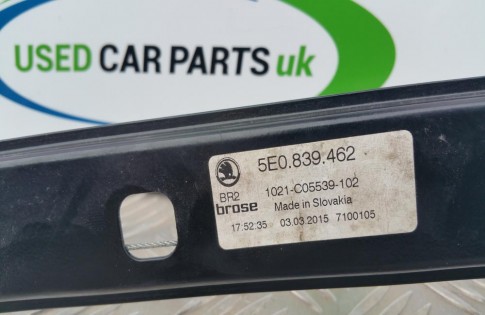 USED CAR PARTS uk
5E0.839.462
BR2 1021-C05539-102
brose Made in Slovakia
17:52:35 03.03.2015 7100105